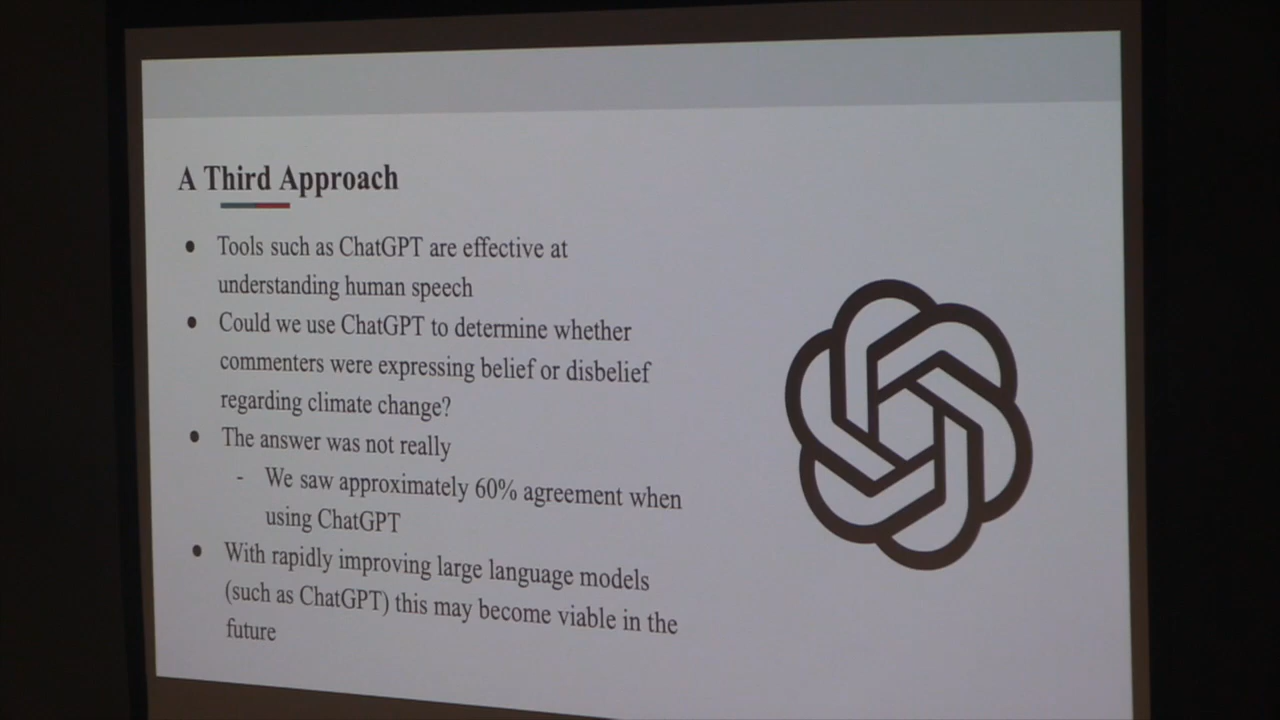 A Third Approach
● Tools such as ChatGPT are effective at
understanding human speech
● Could we use ChatGPT to determine whether
commenters were expressing belief or disbelief
regarding climate change?
● The answer was not really
- We saw approximately 60% agreement when
using ChatGPT
● With rapidly improving large language models
(such as ChatGPT) this may become viable in the
future